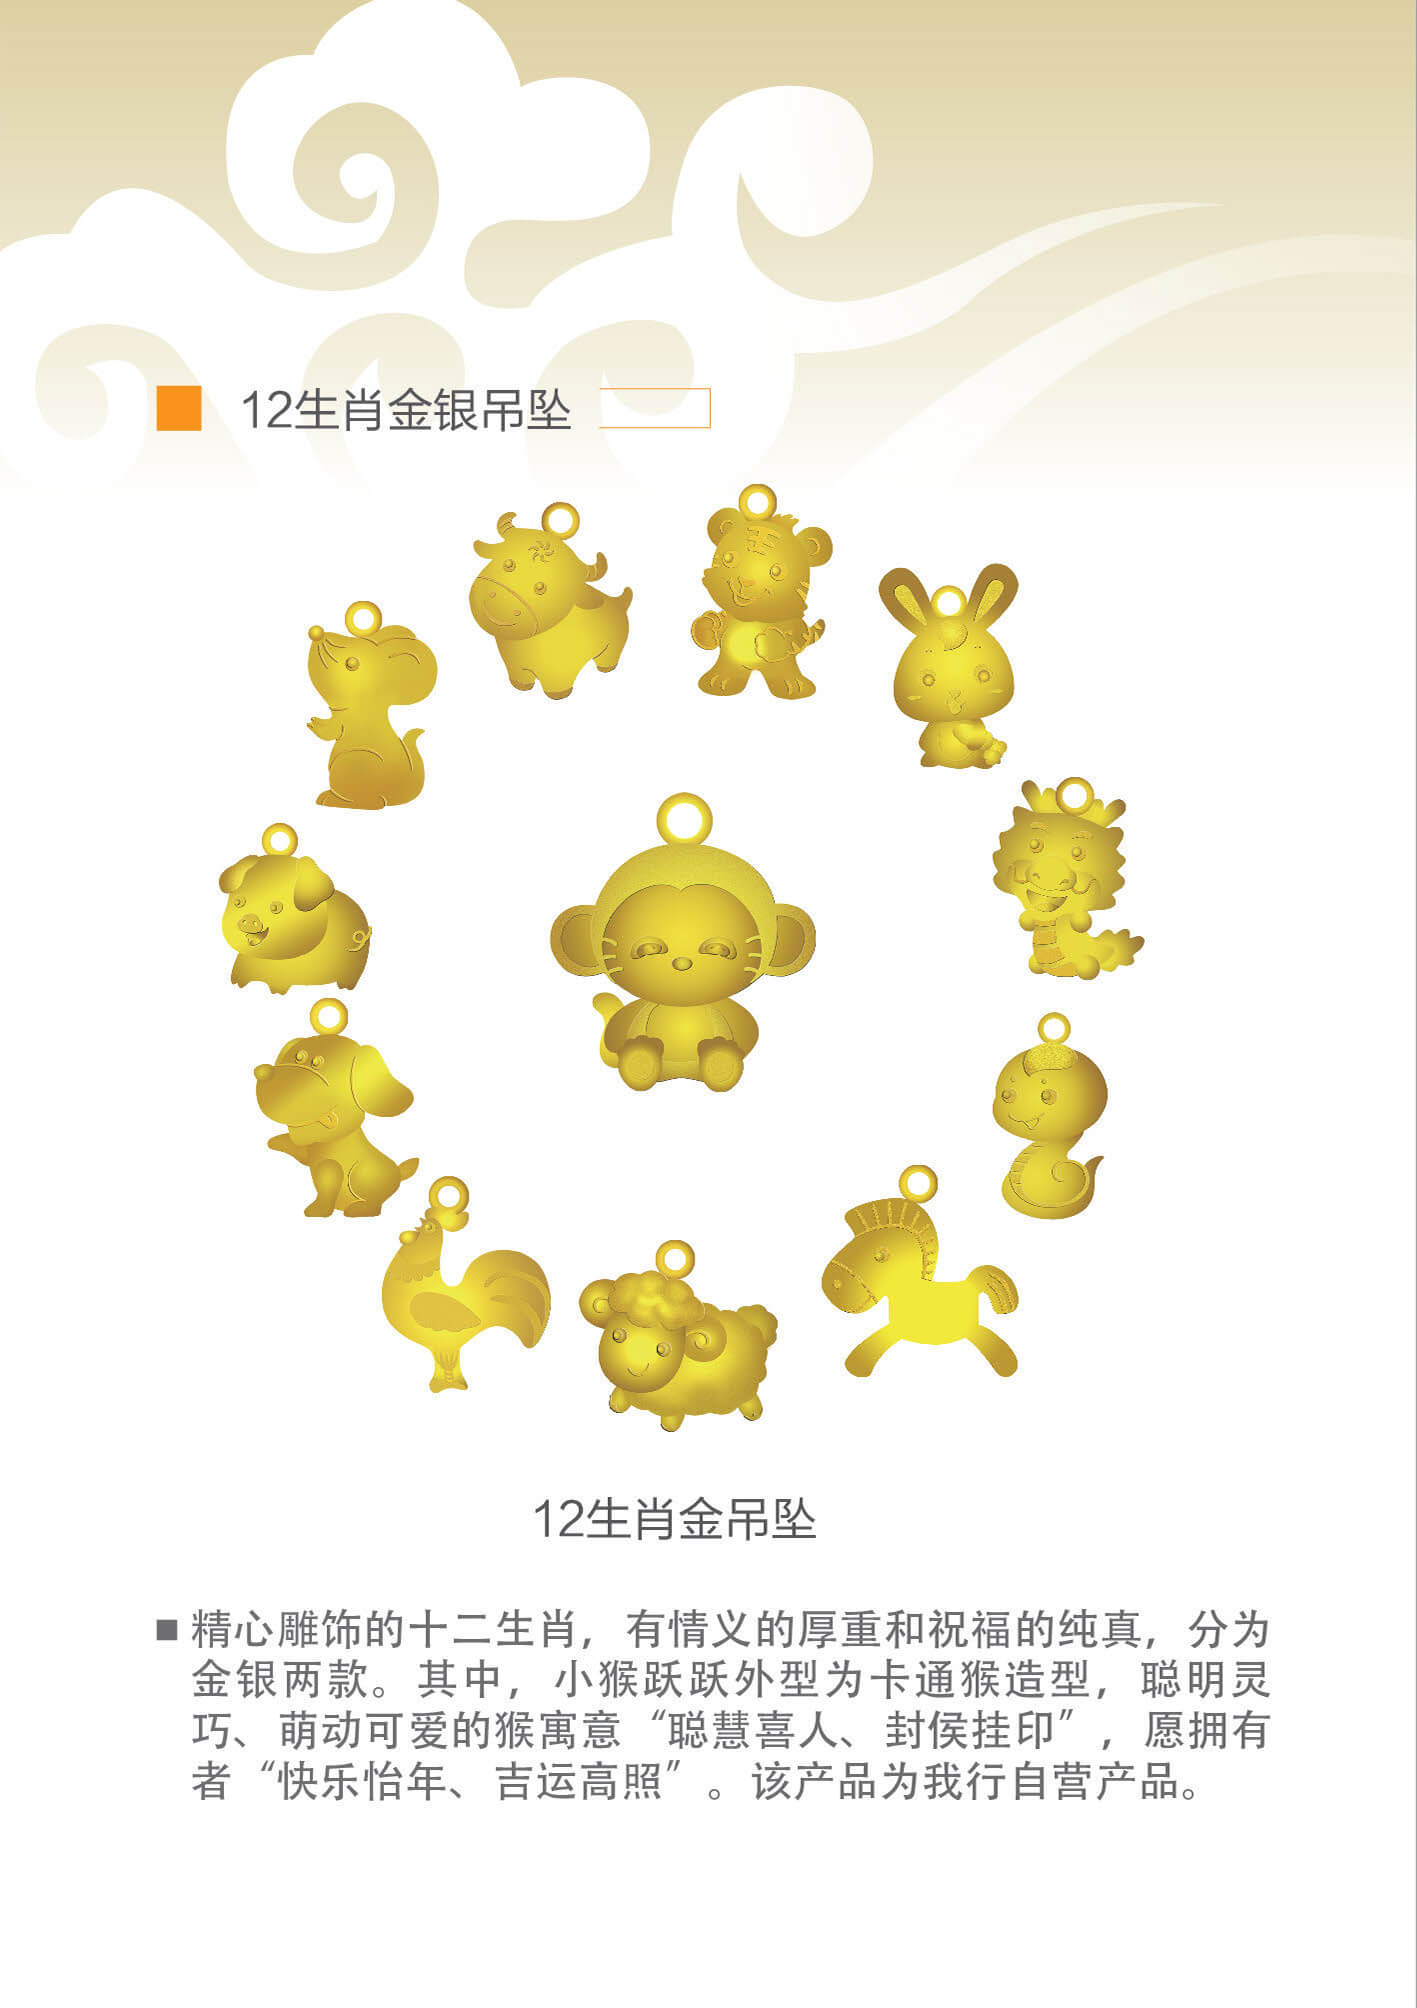 12生肖金银吊坠
12生肖金吊坠
■ 精心雕饰的十二生肖，有情义的厚重和祝福的纯真，分为
金银两款。其中，小猴跃跃外型为卡通猴造型，聪明灵
巧、萌动可爱的猴寓意“聪慧喜人、封侯挂印”，愿拥有
者“快乐怡年、吉运高照”。该产品为我行自营产品。